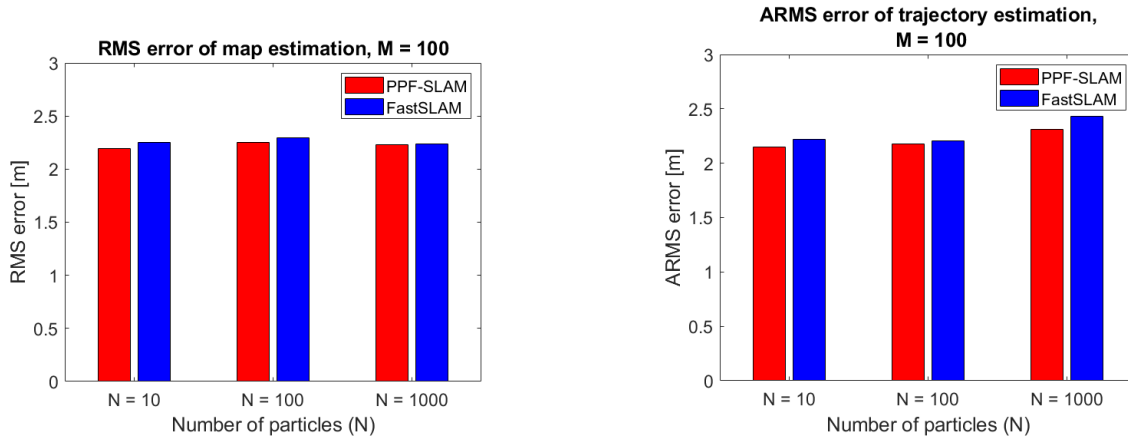 RMS error of map estimation, M = 100
3
2.5
2
1.5
1
0.5
0
RMS error [m]
PPF-SLAM
FastSLAM
N = 10
N = 100
N = 1000
Number of particles (N)
ARMS error of trajectory estimation,
M = 100
3
2.5
2
1.5
1
0.5
0
ARMS error [m]
PPF-SLAM
FastSLAM
N = 10
N = 100
N = 1000
Number of particles (N)